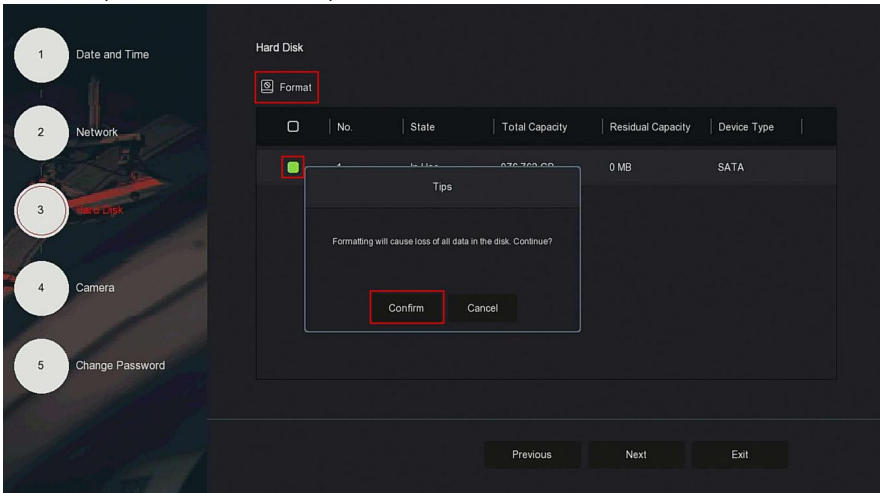 1 Date and Time
2 Network
3 Hard Disk
4 Camera
5 Change Password
Hard Disk
Format
No. State Total Capacity Residual Capacity Device Type
0 MB SATA
Tips
Formatting will cause loss of all data in the disk. Continue?
Confirm Cancel
Previous Next Exit